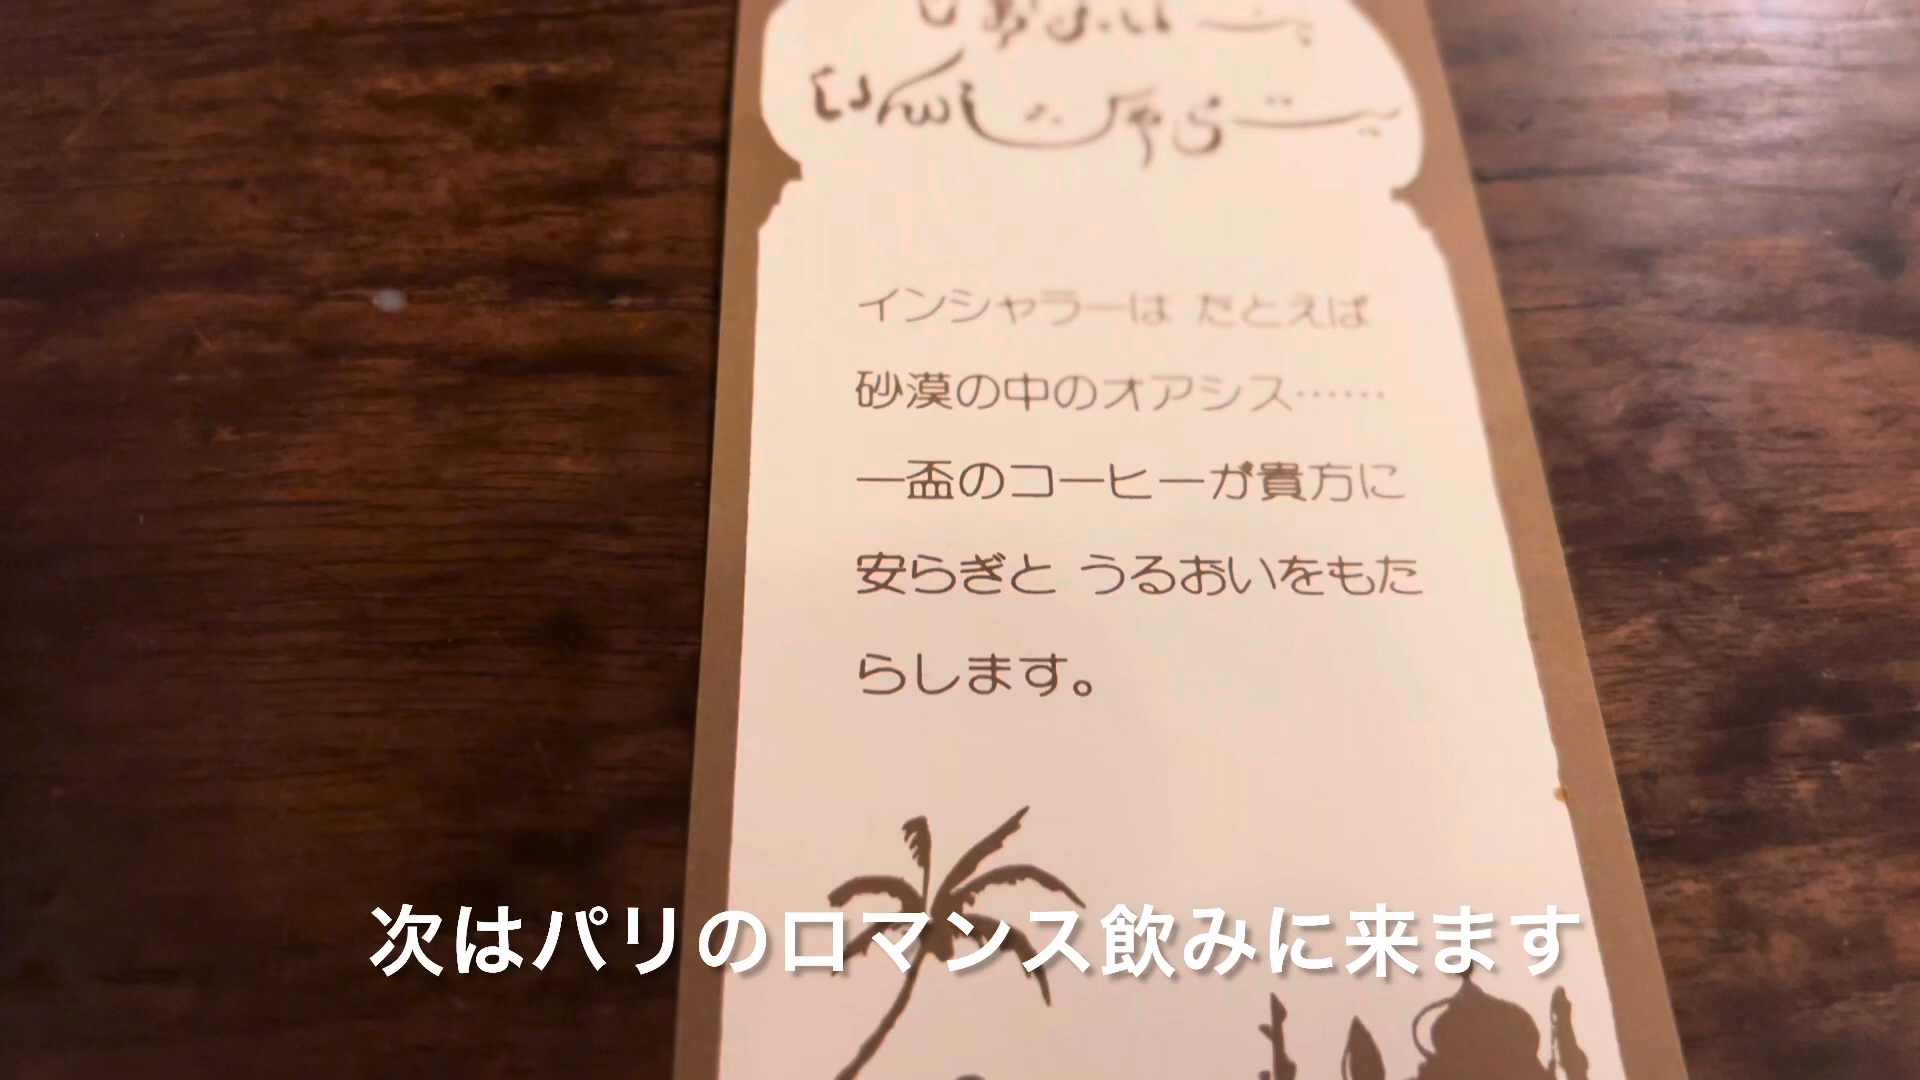 インシャラーは たとえば
砂漠の中のオアシス……
一盃のコーヒーが貴方に
安らぎと うるおいをもた
らします。
次はパリのロマンス飲みに来ます